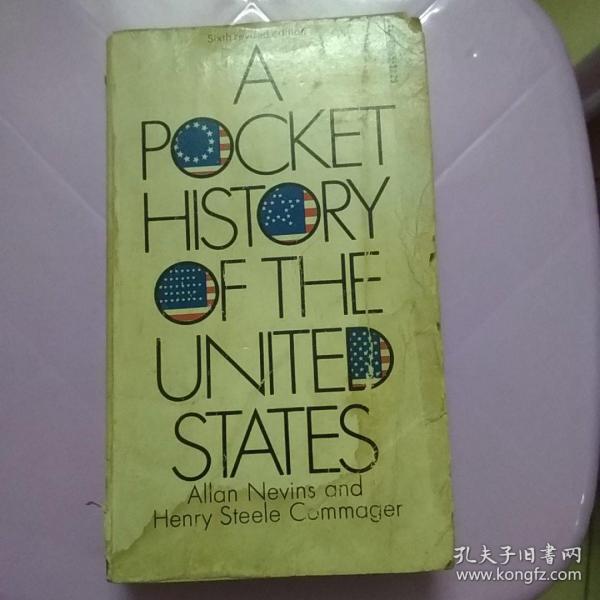 Sixth revised edition
A
POCKET
HISTORY
OF THE
UNITED
STATES
Allan Nevins and
Henry Steele Commager
孔夫子旧书网
www.kongfz.com